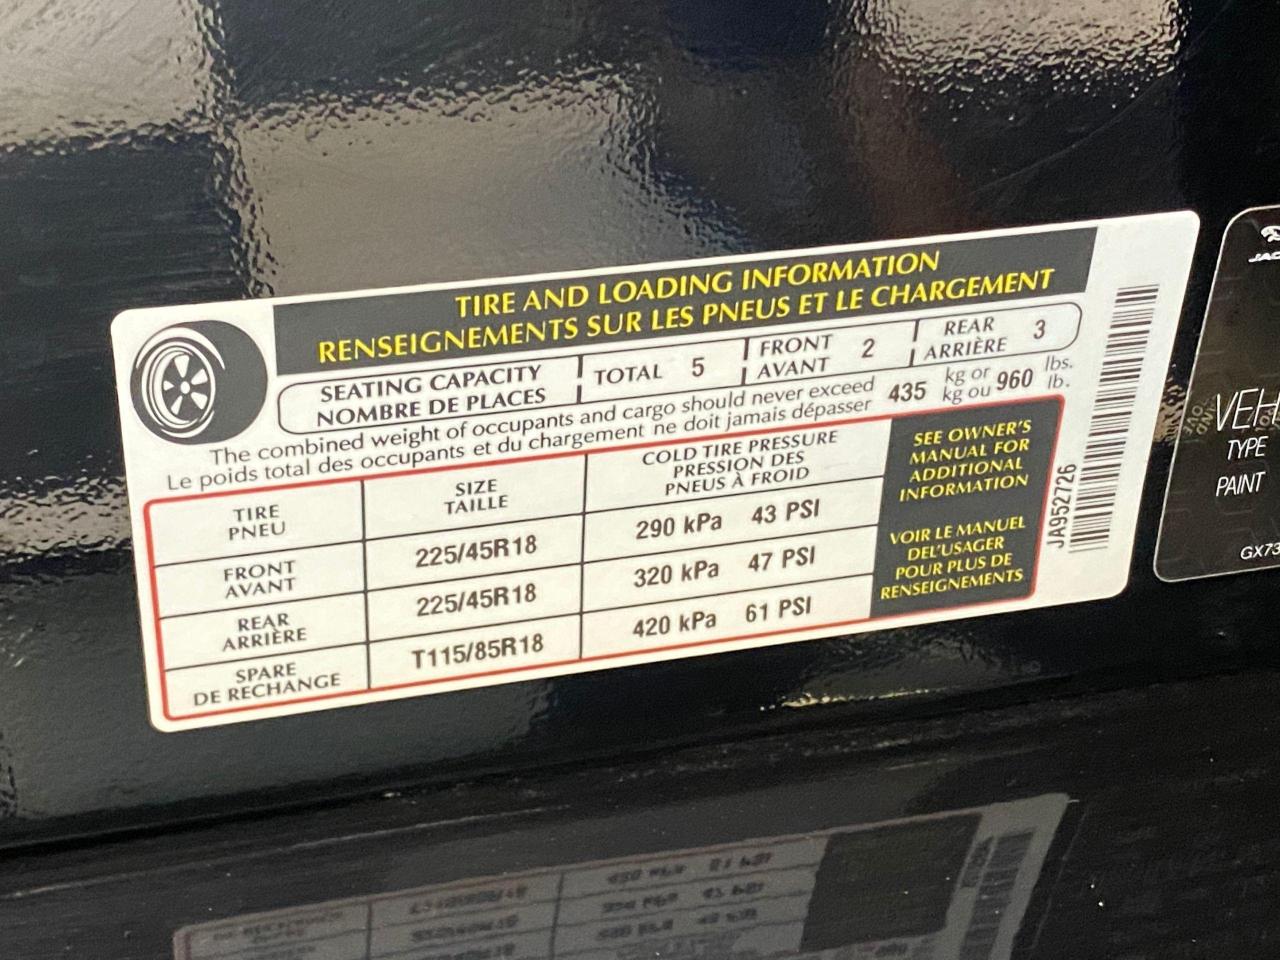 TIRE AND LOADING INFORMATION
RENSEIGNEMENTS SUR LES PNEUS ET LE CHARGEMENT
SEATING CAPACITY
NOMBRE DE PLACES
TOTAL 5
FRONT
AVANT
2
REAR
ARRIÈRE
3
The combined weight of occupants and cargo should never exceed
Le poids total des occupants et du chargement ne doit jamais dépasser
435
kg or
kg ou
960
lbs.
lb.
TIRE
PNEU
SIZE
TAILLE
COLD TIRE PRESSURE
PRESSION DES
PNEUS À FROID
FRONT
AVANT
225/45R18
290 kPa 43 PSI
REAR
ARRIÈRE
225/45R18
320 kPa 47 PSI
SPARE
DE RECHANGE
T115/85R18
420 kPa 61 PSI
SEE OWNER'S
MANUAL FOR
ADDITIONAL
INFORMATION
VOIR LE MANUEL
DEL'USAGER
POUR PLUS DE
RENSEIGNEMENTS
JA952726
JAG
VEH
TYPE
PAINT
GX73